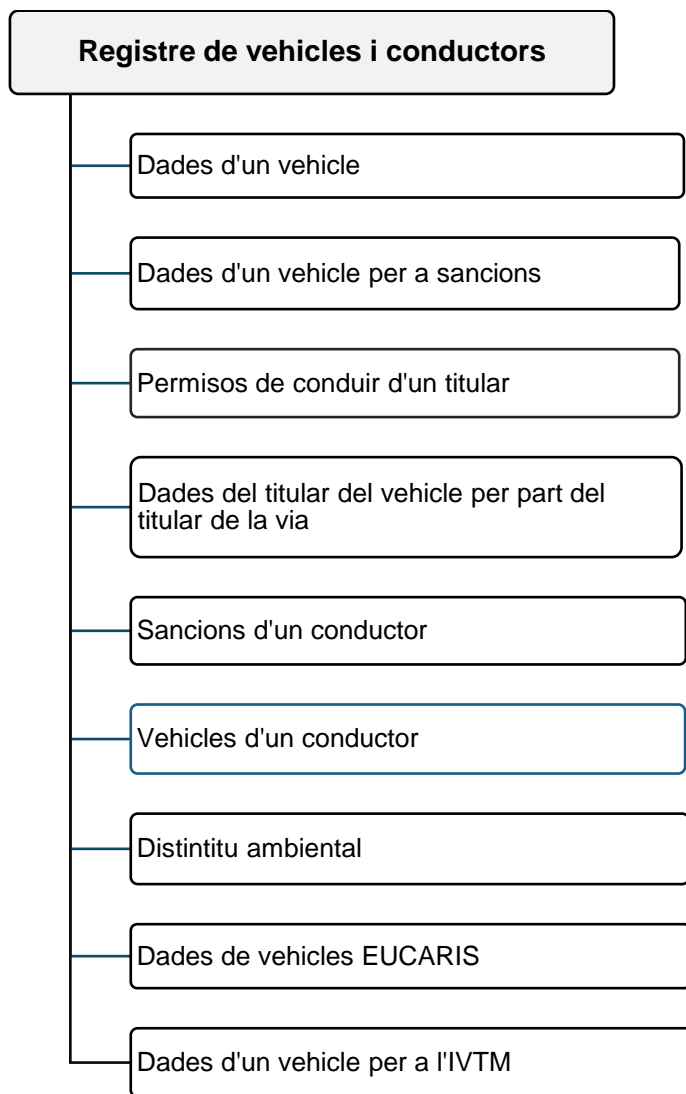 Registre de vehicles i conductors
Dades d'un vehicle
Dades d'un vehicle per a sancions
Permisos de conduir d'un titular
Dades del titular del vehicle per part del
titular de la via
Sancions d'un conductor
Vehicles d'un conductor
Distintitu ambiental
Dades de vehicles EUCARIS
Dades d'un vehicle per a l'IVTM